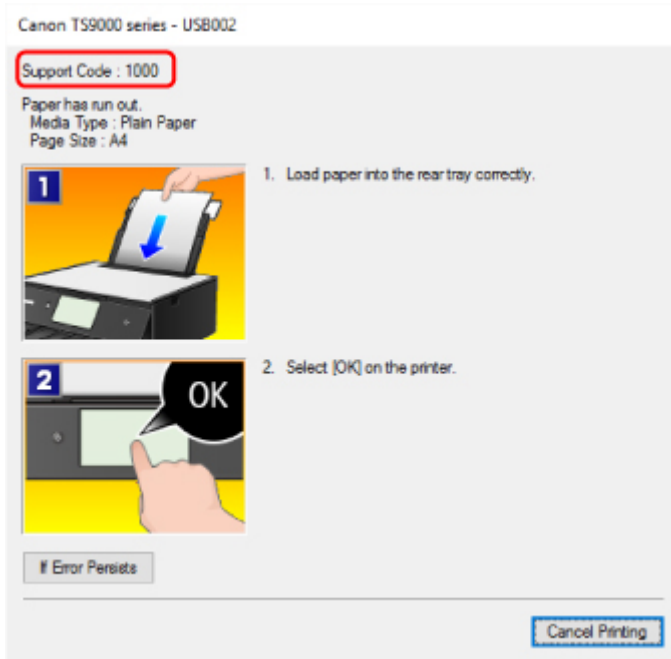 Canon TS9000 series - USB002
Support Code : 1000
Paper has run out.
Media Type : Plain Paper
Page Size : A4
1
1. Load paper into the rear tray correctly.
2
OK
2. Select [OK] on the printer.
If Error Persists
Cancel Printing